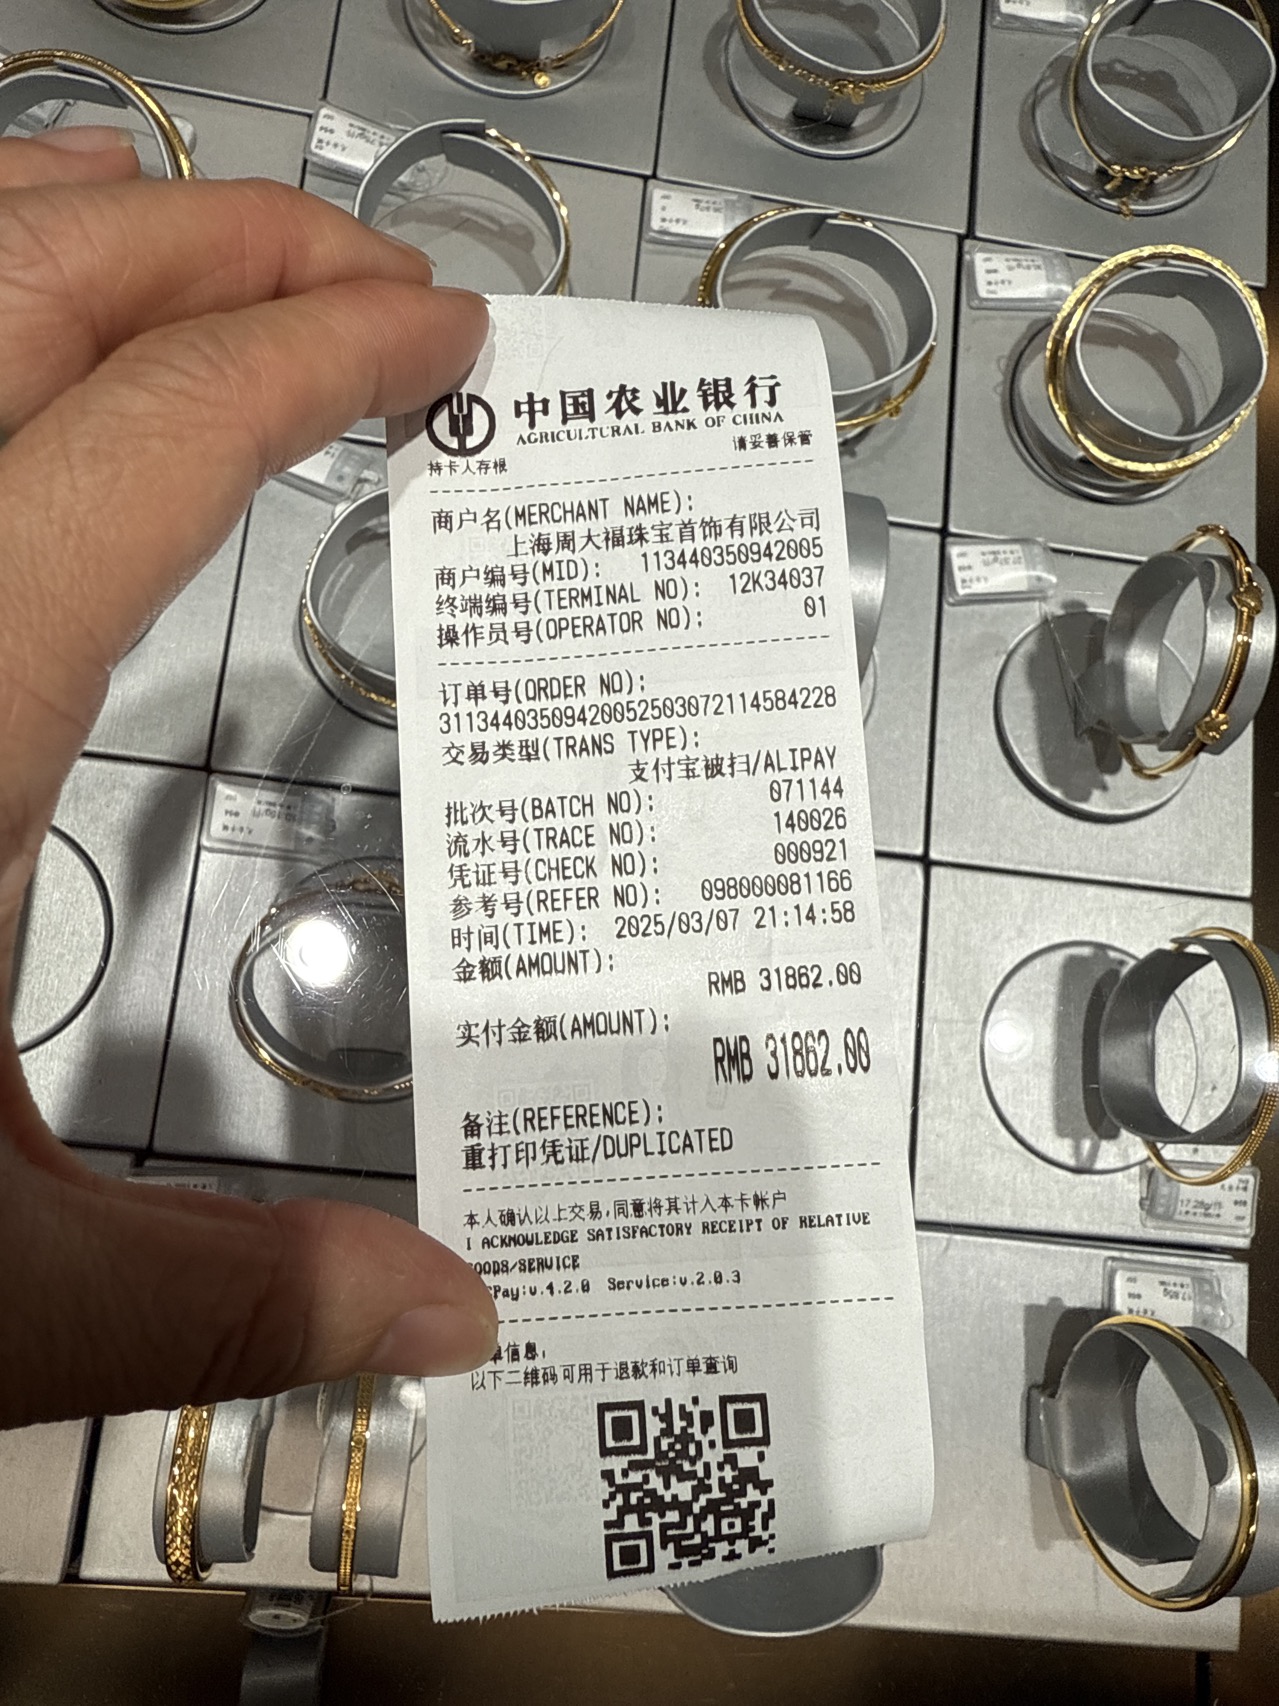 中国农业银行
AGRICULTURAL BANK OF CHINA
请妥善保管
持卡人存根
商户名(MERCHANT NAME):
上海周大福珠宝首饰有限公司
商户编号(MID): 113440350942005
终端编号(TERMINAL NO): 12K34037
操作员号(OPERATOR NO): 01
订单号(ORDER NO):
31134403509420052503072114584228
交易类型(TRANS TYPE):
支付宝被扫/ALIPAY
批次号(BATCH NO): 071144
流水号(TRACE NO): 140026
凭证号(CHECK NO): 000921
参考号(REFER NO): 098000081166
时间(TIME): 2025/03/07 21:14:58
金额(AMOUNT):
RMB 31862.00
实付金额(AMOUNT):
RMB 31862.00
备注(REFERENCE):
重打印凭证/DUPLICATED
本人确认以上交易,同意将其计入本卡帐户
I ACKNOWLEDGE SATISFACTORY RECEIPT OF RELATIVE
GOODS/SERVICE
Pay:v.4.2.0 Service:v.2.0.3
单信息,
以下二维码可用于退款和订单查询
17.28g/件
17.85g